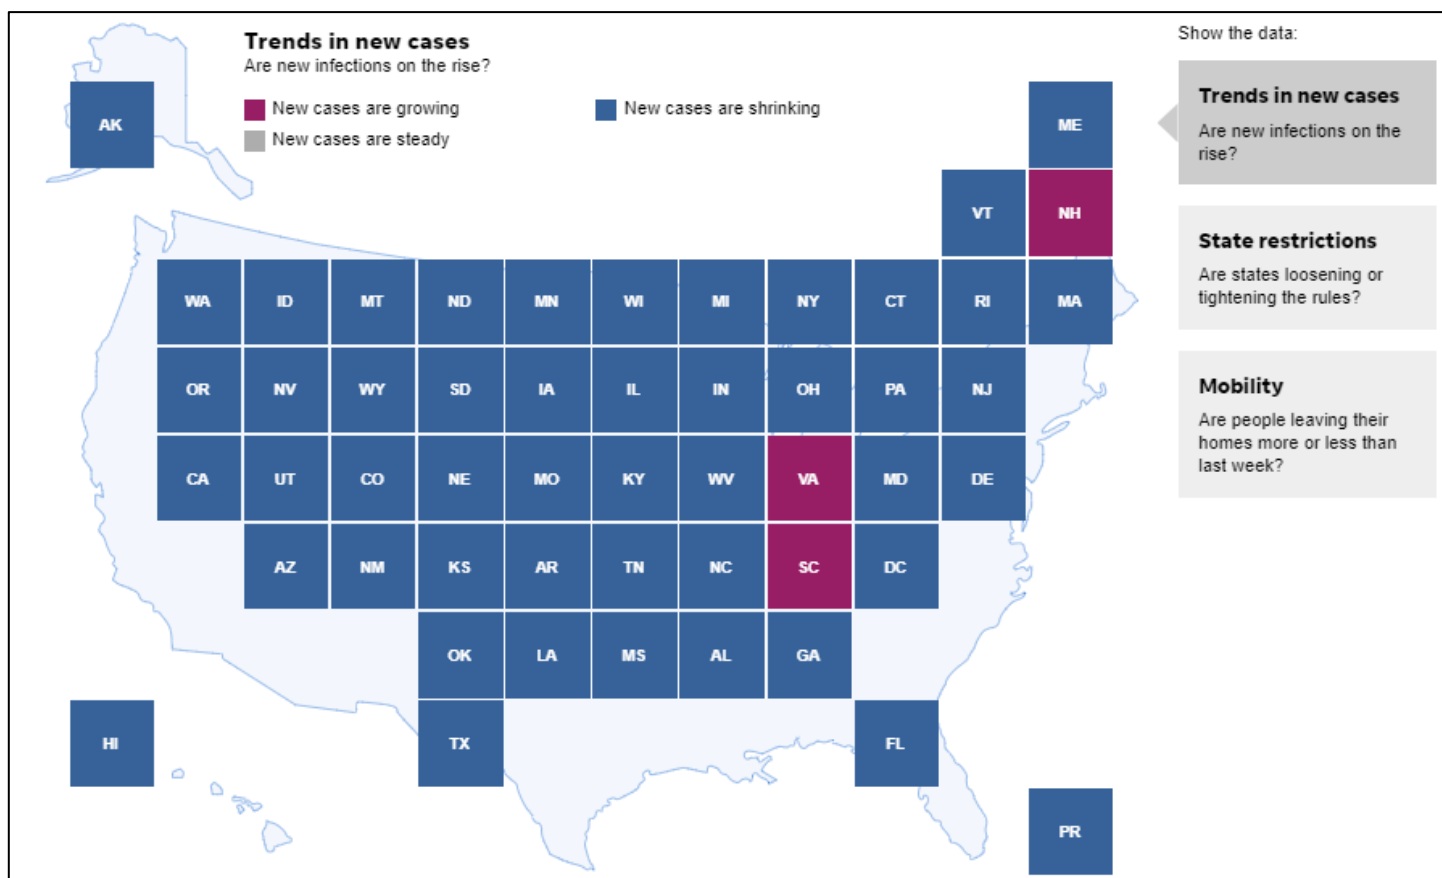 Trends in new cases
Are new infections on the rise?
New cases are growing
New cases are shrinking
New cases are steady
AK
ME
VT
NH
WA
ID
MT
ND
MN
WI
MI
NY
CT
RI
MA
OR
NV
WY
SD
IA
IL
IN
OH
PA
NJ
CA
UT
CO
NE
MO
KY
WV
VA
MD
DE
AZ
NM
KS
AR
TN
NC
SC
DC
OK
LA
MS
AL
GA
HI
TX
FL
PR
Show the data:
Trends in new cases
Are new infections on the
rise?
State restrictions
Are states loosening or
tightening the rules?
Mobility
Are people leaving their
homes more or less than
last week?